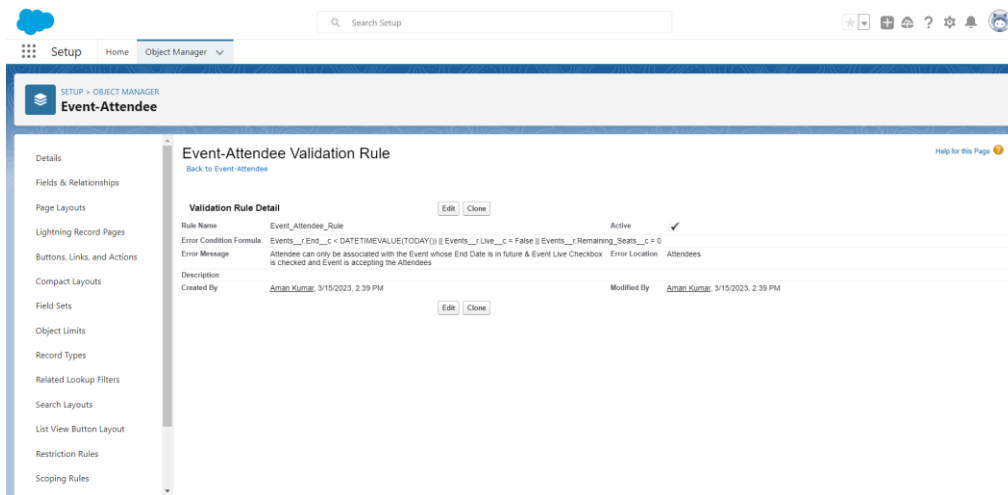 Search Setup
Setup
Home
Object Manager
SETUP > OBJECT MANAGER
Event-Attendee
Details
Fields & Relationships
Page Layouts
Lightning Record Pages
Buttons, Links, and Actions
Compact Layouts
Field Sets
Object Limits
Record Types
Related Lookup Filters
Search Layouts
List View Button Layout
Restriction Rules
Scoping Rules
Event-Attendee Validation Rule
Back to Event-Attendee
Help for this Page
Validation Rule Detail
Edit Clone
Rule Name Event_Attendee_Rule Active
Error Condition Formula Events__r.End__c < DATETIMEVALUE(TODAY()) || Events__r.Live__c = False || Events__r.Remaining_Seats__c = 0
Error Message Attendee can only be associated with the Event whose End Date is in future & Event Live Checkbox
is checked and Event is accepting the Attendees
Error Location Attendees
Description
Created By Aman Kumar, 3/15/2023, 2:39 PM Modified By Aman Kumar, 3/15/2023, 2:39 PM
Edit Clone